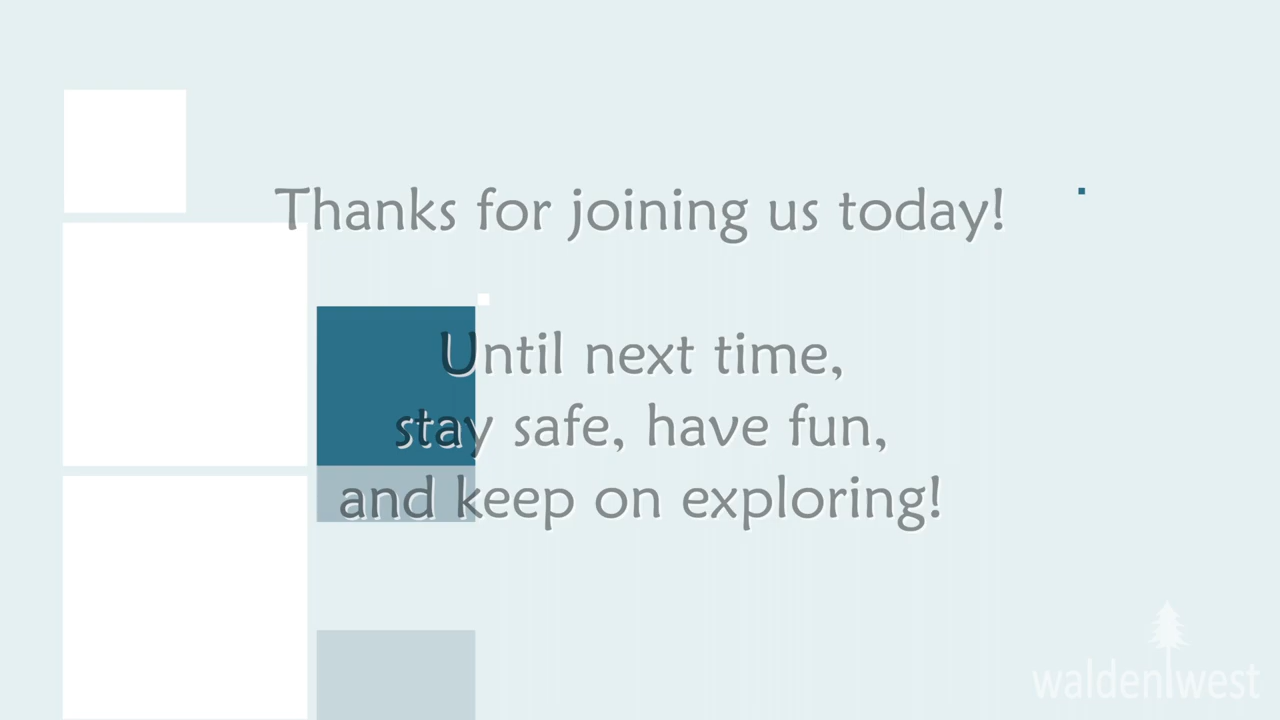 Thanks for joining us today!
Until next time,
stay safe, have fun,
and keep on exploring!
walden west